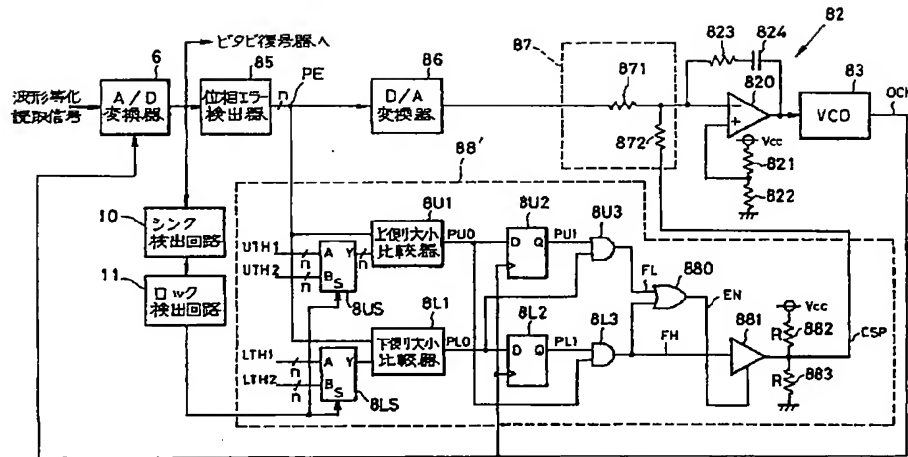 ビタビ復号器へ
82
6
85
PE
86
87
871
872
823
824
820
83
OCK
波形等化
読取信号
A/D
変換器
位相エラー
検出器
n
D/A
変換器
VCO
Vcc
821
822
88'
10
シンク
検出回路
11
ロック
検出回路
UTH1
UTH2
n
n
A
B
Y
S
n
8US
8U1
上側大小
比較器
PU0
8U2
D
Q
PU1
8U3
FL
880
EN
LTH1
LTH2
n
n
A
B
Y
S
8LS
8L1
下側大小
比較器
PL0
8L2
D
Q
PL1
8L3
FH
881
Vcc
R
882
R
883
CSP